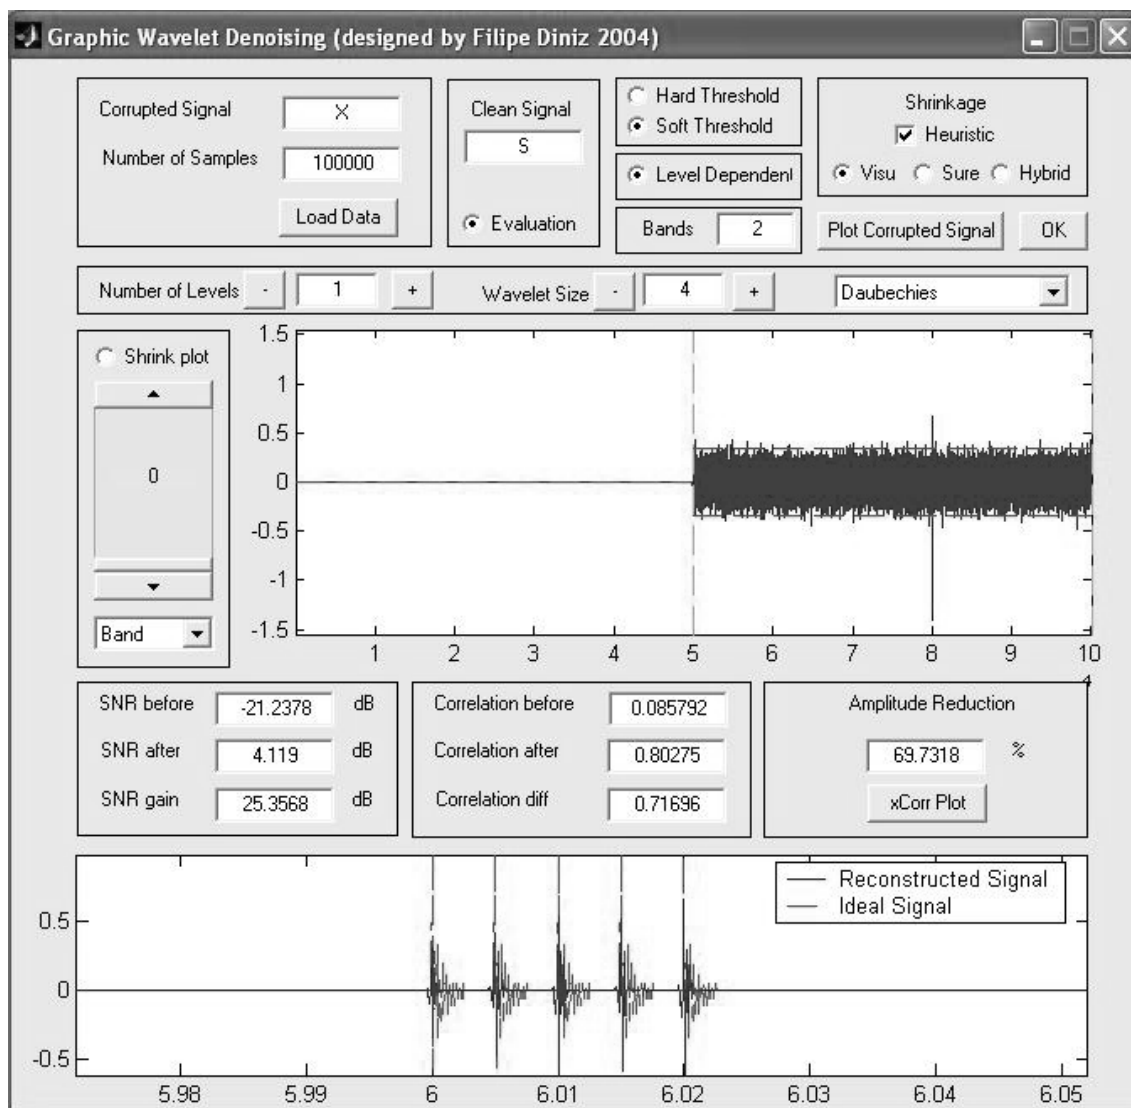 Graphic Wavelet Denoising (designed by Filipe Diniz 2004)
Corrupted Signal X
Number of Samples 100000
Load Data
Clean Signal
S
Evaluation
Hard Threshold
Soft Threshold
Level Dependent
Bands 2
Shrinkage
Heuristic
Visu Sure Hybrid
Plot Corrupted Signal OK
Number of Levels - 1 + Wavelet Size - 4 + Daubechies
Shrink plot
0
Band
1.5
1
0.5
0
-0.5
-1
-1.5
1 2 3 4 5 6 7 8 9 10
4
SNR before -21.2378 dB
SNR after 4.119 dB
SNR gain 25.3568 dB
Correlation before 0.085792
Correlation after 0.80275
Correlation diff 0.71696
Amplitude Reduction
69.7318 %
xCorr Plot
Reconstructed Signal
Ideal Signal
0.5
0
-0.5
5.98 5.99 6 6.01 6.02 6.03 6.04 6.05